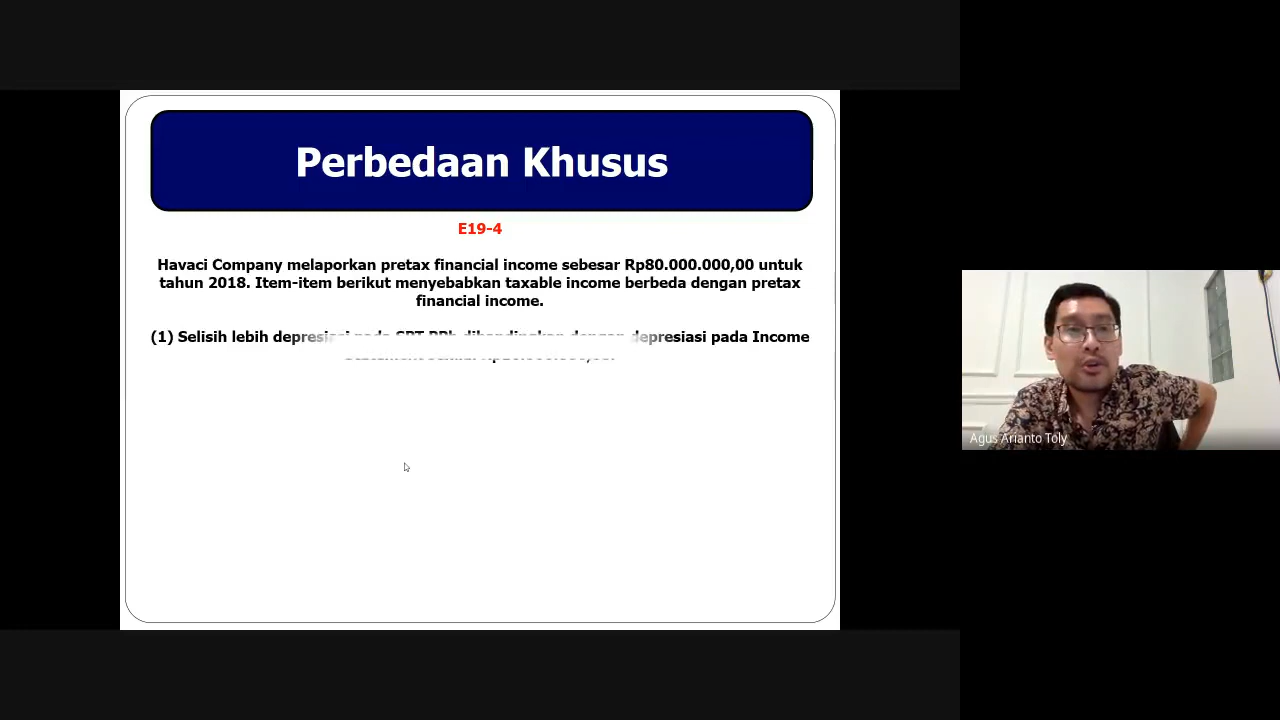 Perbedaan Khusus
E19-4
Havaci Company melaporkan pretax financial income sebesar Rp80.000.000,00 untuk
tahun 2018. Item-item berikut menyebabkan taxable income berbeda dengan pretax
financial income.
(1) Selisih lebih depresiasi pada SPT PPh dibandingkan dengan depresiasi pada Income
Agus Arianto Toly